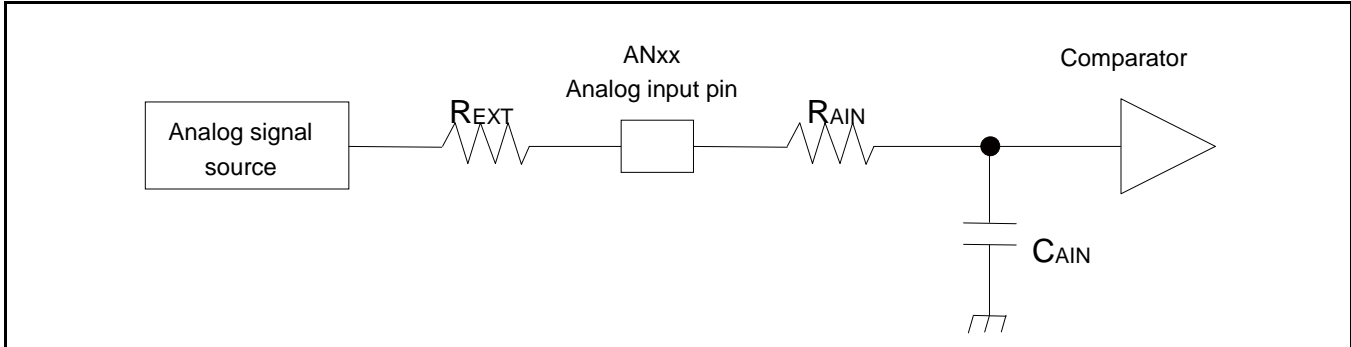 ANxx
Analog input pin
Comparator
Analog signal
source
REXT
RAIN
CAIN